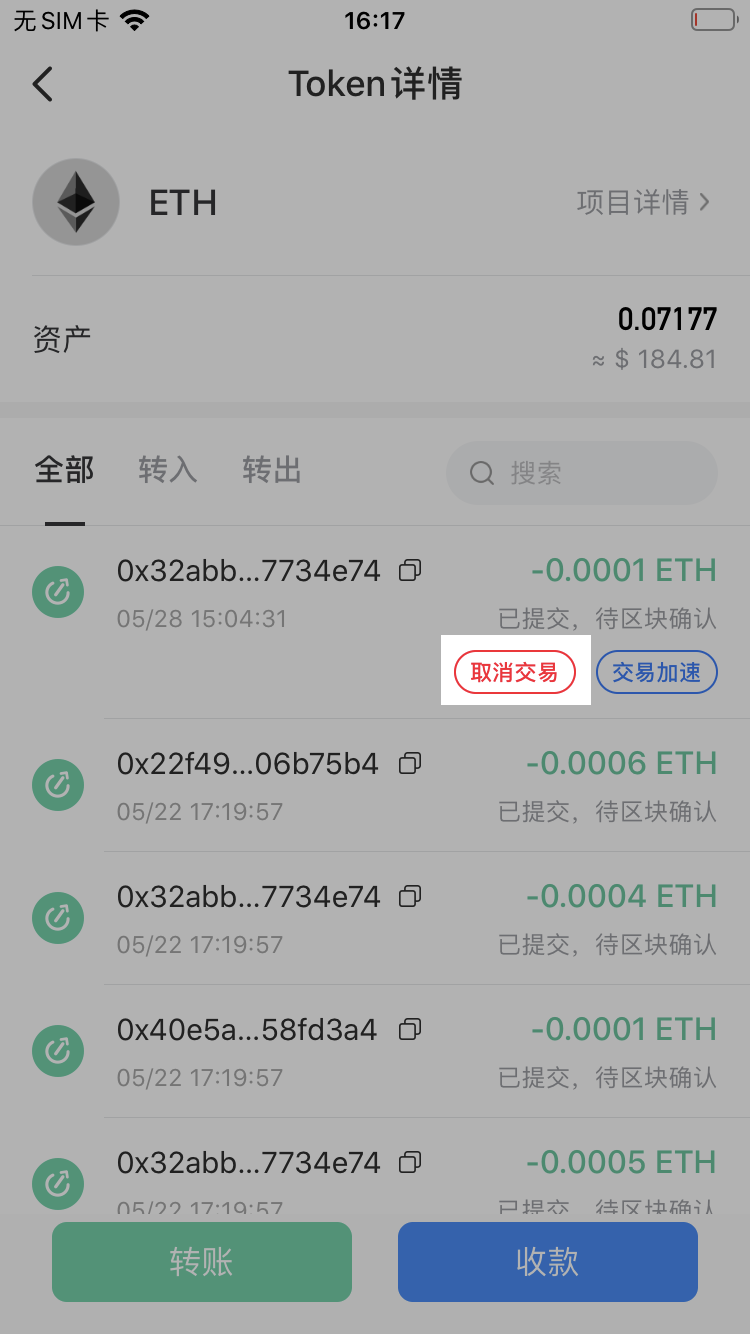 无SIM卡 16:17
Token详情
ETH 项目详情
资产 0.07177
≈ $ 184.81
全部 转入 转出 搜索
0x32abb...7734e74 -0.0001 ETH
05/28 15:04:31 已提交，待区块确认
取消交易 交易加速
0x22f49...06b75b4 -0.0006 ETH
05/22 17:19:57 已提交，待区块确认
0x32abb...7734e74 -0.0004 ETH
05/22 17:19:57 已提交，待区块确认
0x40e5a...58fd3a4 -0.0001 ETH
05/22 17:19:57 已提交，待区块确认
0x32abb...7734e74 -0.0005 ETH
05/22 17:19:57 已提交，待区块确认
转账 收款